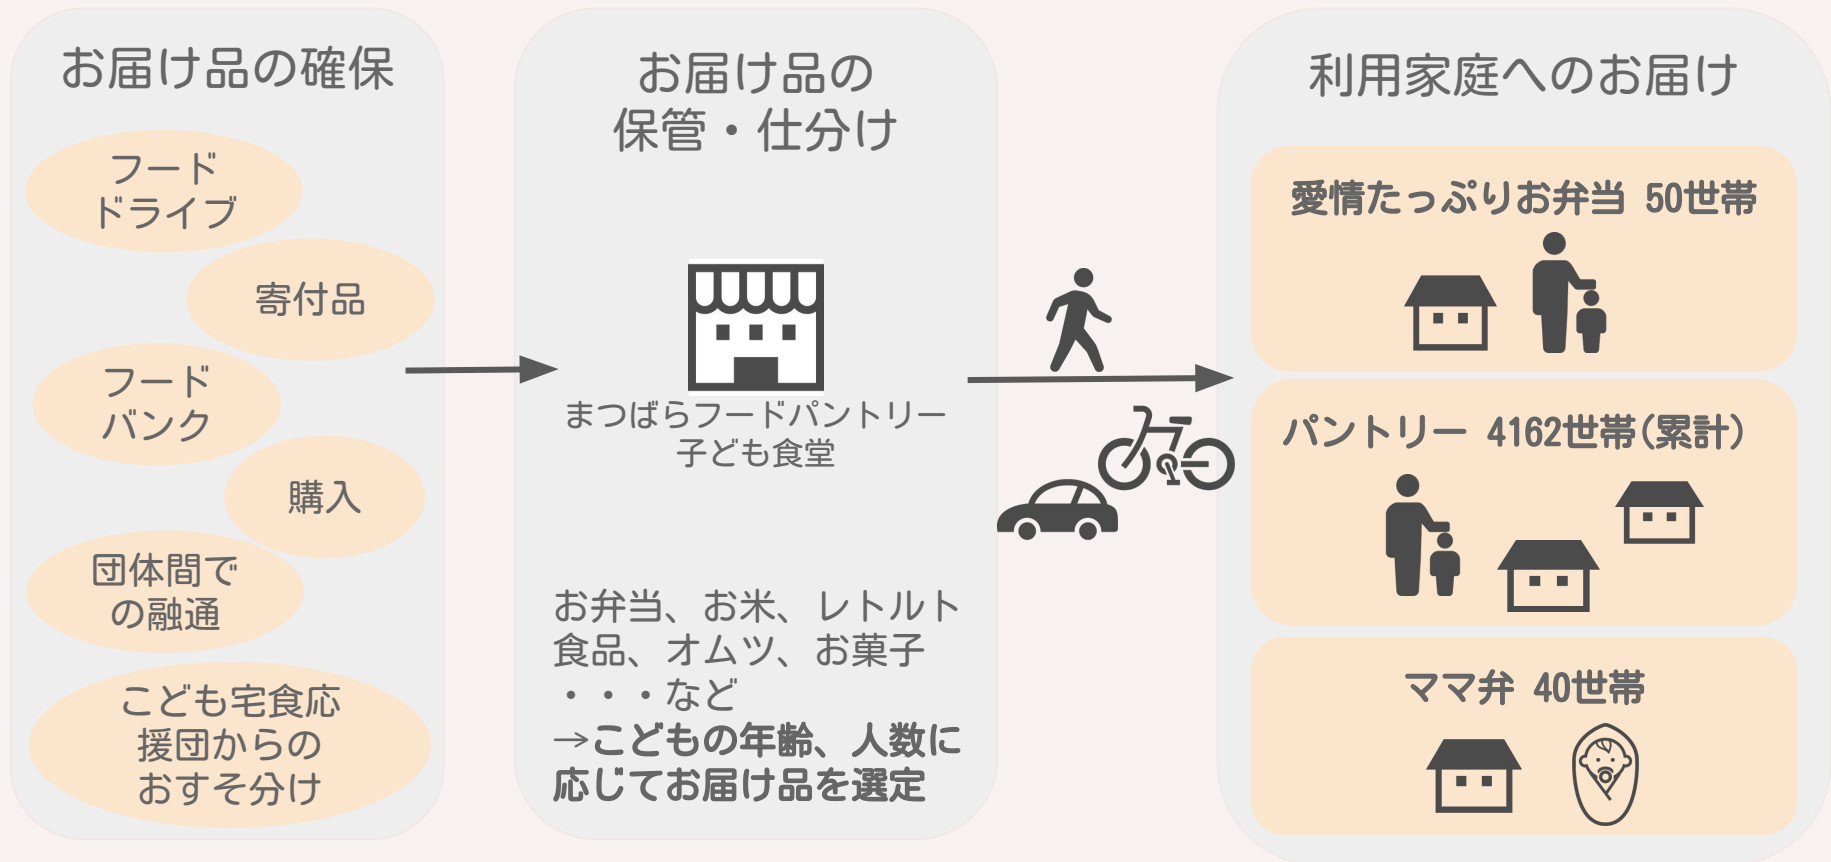 お届け品の確保
フード
ドライブ
寄付品
フード
バンク
購入
団体間で
の融通
こども宅食応
援団からの
おすそ分け
お届け品の
保管・仕分け
まつばらフードパントリー
子ども食堂
お弁当、お米、レトルト
食品、オムツ、お菓子
・・・など
→こどもの年齢、人数に
応じてお届け品を選定
利用家庭へのお届け
愛情たっぷりお弁当 50世帯
パントリー 4162世帯(累計)
ママ弁 40世帯